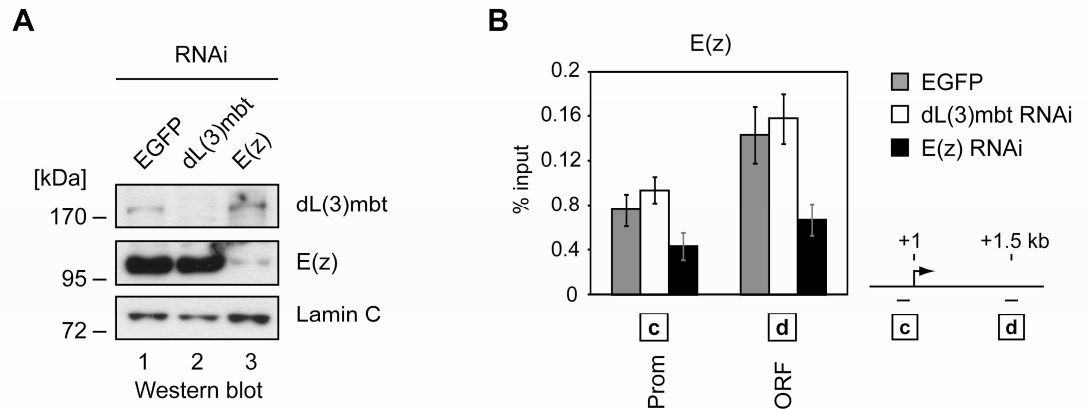 A
RNAi
EGFP
dL(3)mbt
E(z)
[kDa]
170 –
dL(3)mbt
95 –
E(z)
72 –
Lamin C
1 2 3
Western blot
B
E(z)
% input
0.2
0.16
0.12
0.8
0.4
0
c
d
Prom
ORF
EGFP
dL(3)mbt RNAi
E(z) RNAi
+1
+1.5 kb
c
d